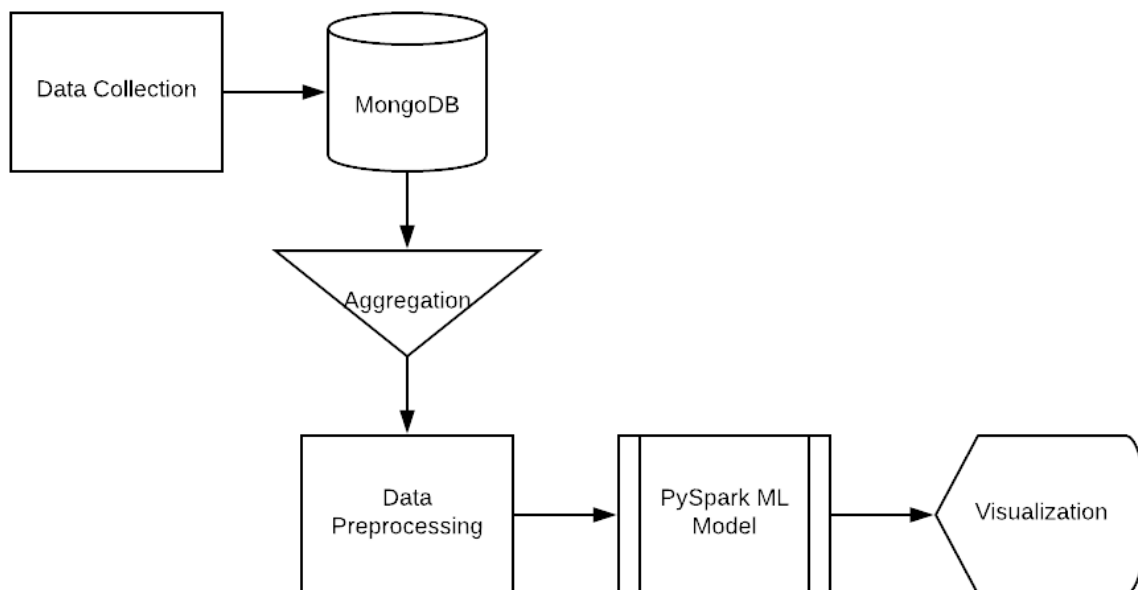 Data Collection
MongoDB
Aggregation
Data
Preprocessing
PySpark ML
Model
Visualization